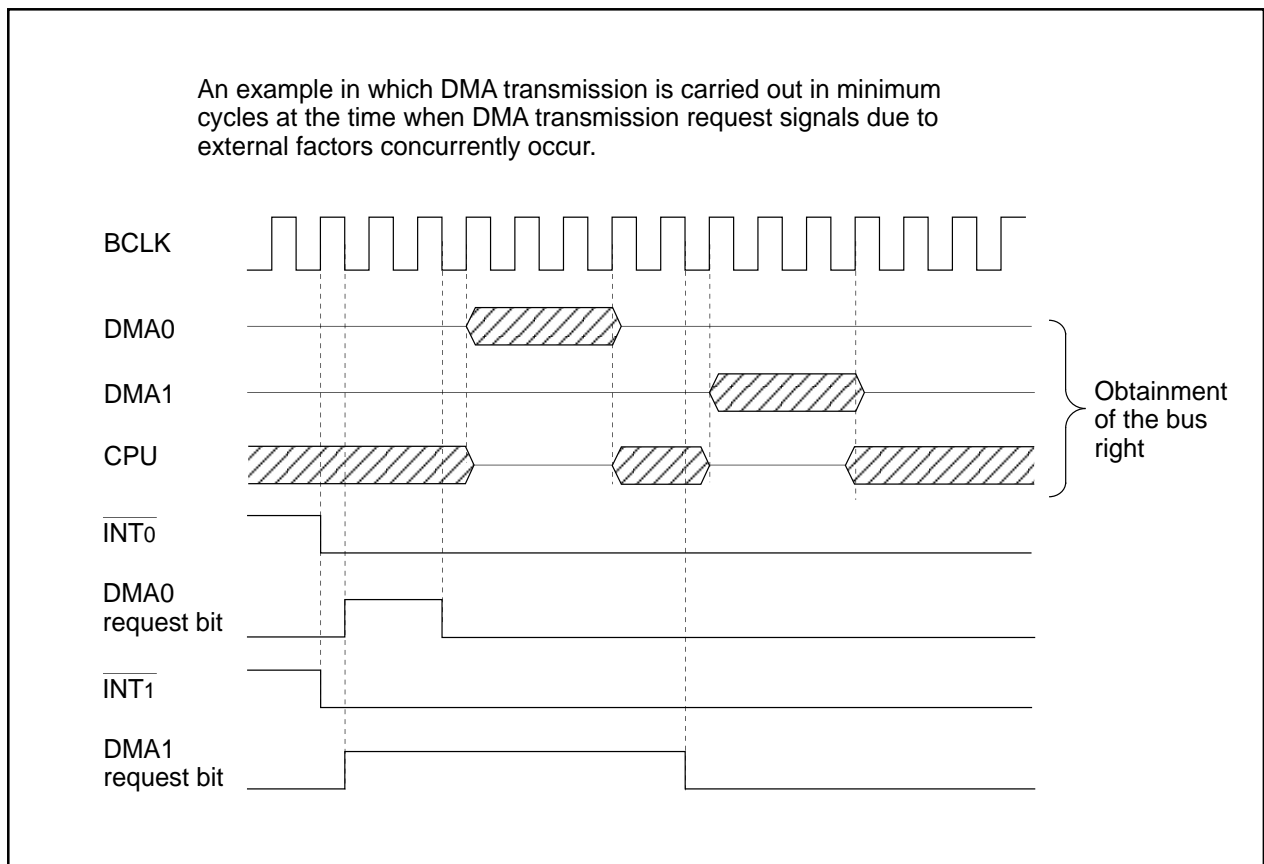 An example in which DMA transmission is carried out in minimum
cycles at the time when DMA transmission request signals due to
external factors concurrently occur.
BCLK
DMA0
DMA1
CPU
Obtainment
of the bus
right
INT0
DMA0
request bit
INT1
DMA1
request bit